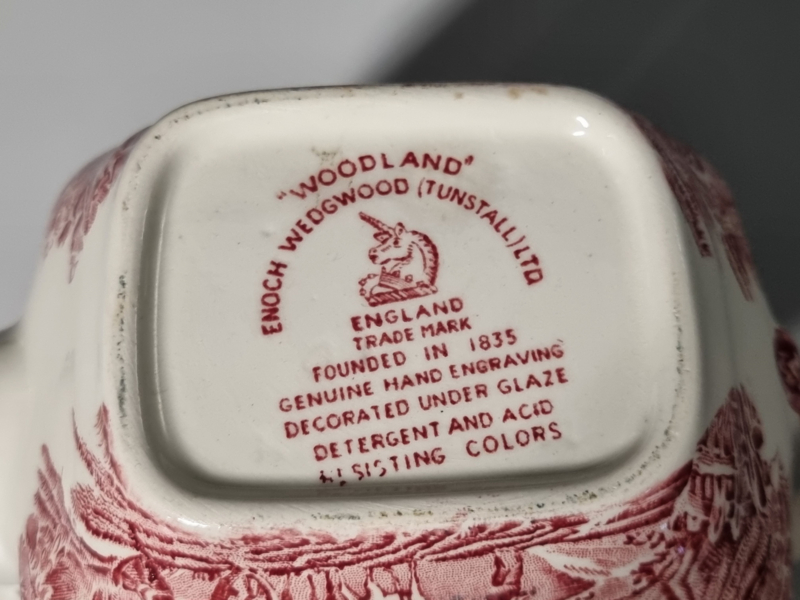 "WOODLAND"
ENOCH WEDGWOOD (TUNSTALL) LTD
ENGLAND
TRADE MARK
FOUNDED IN 1835
GENUINE HAND ENGRAVING
DECORATED UNDER GLAZE
DETERGENT AND ACID
RESISTING COLORS